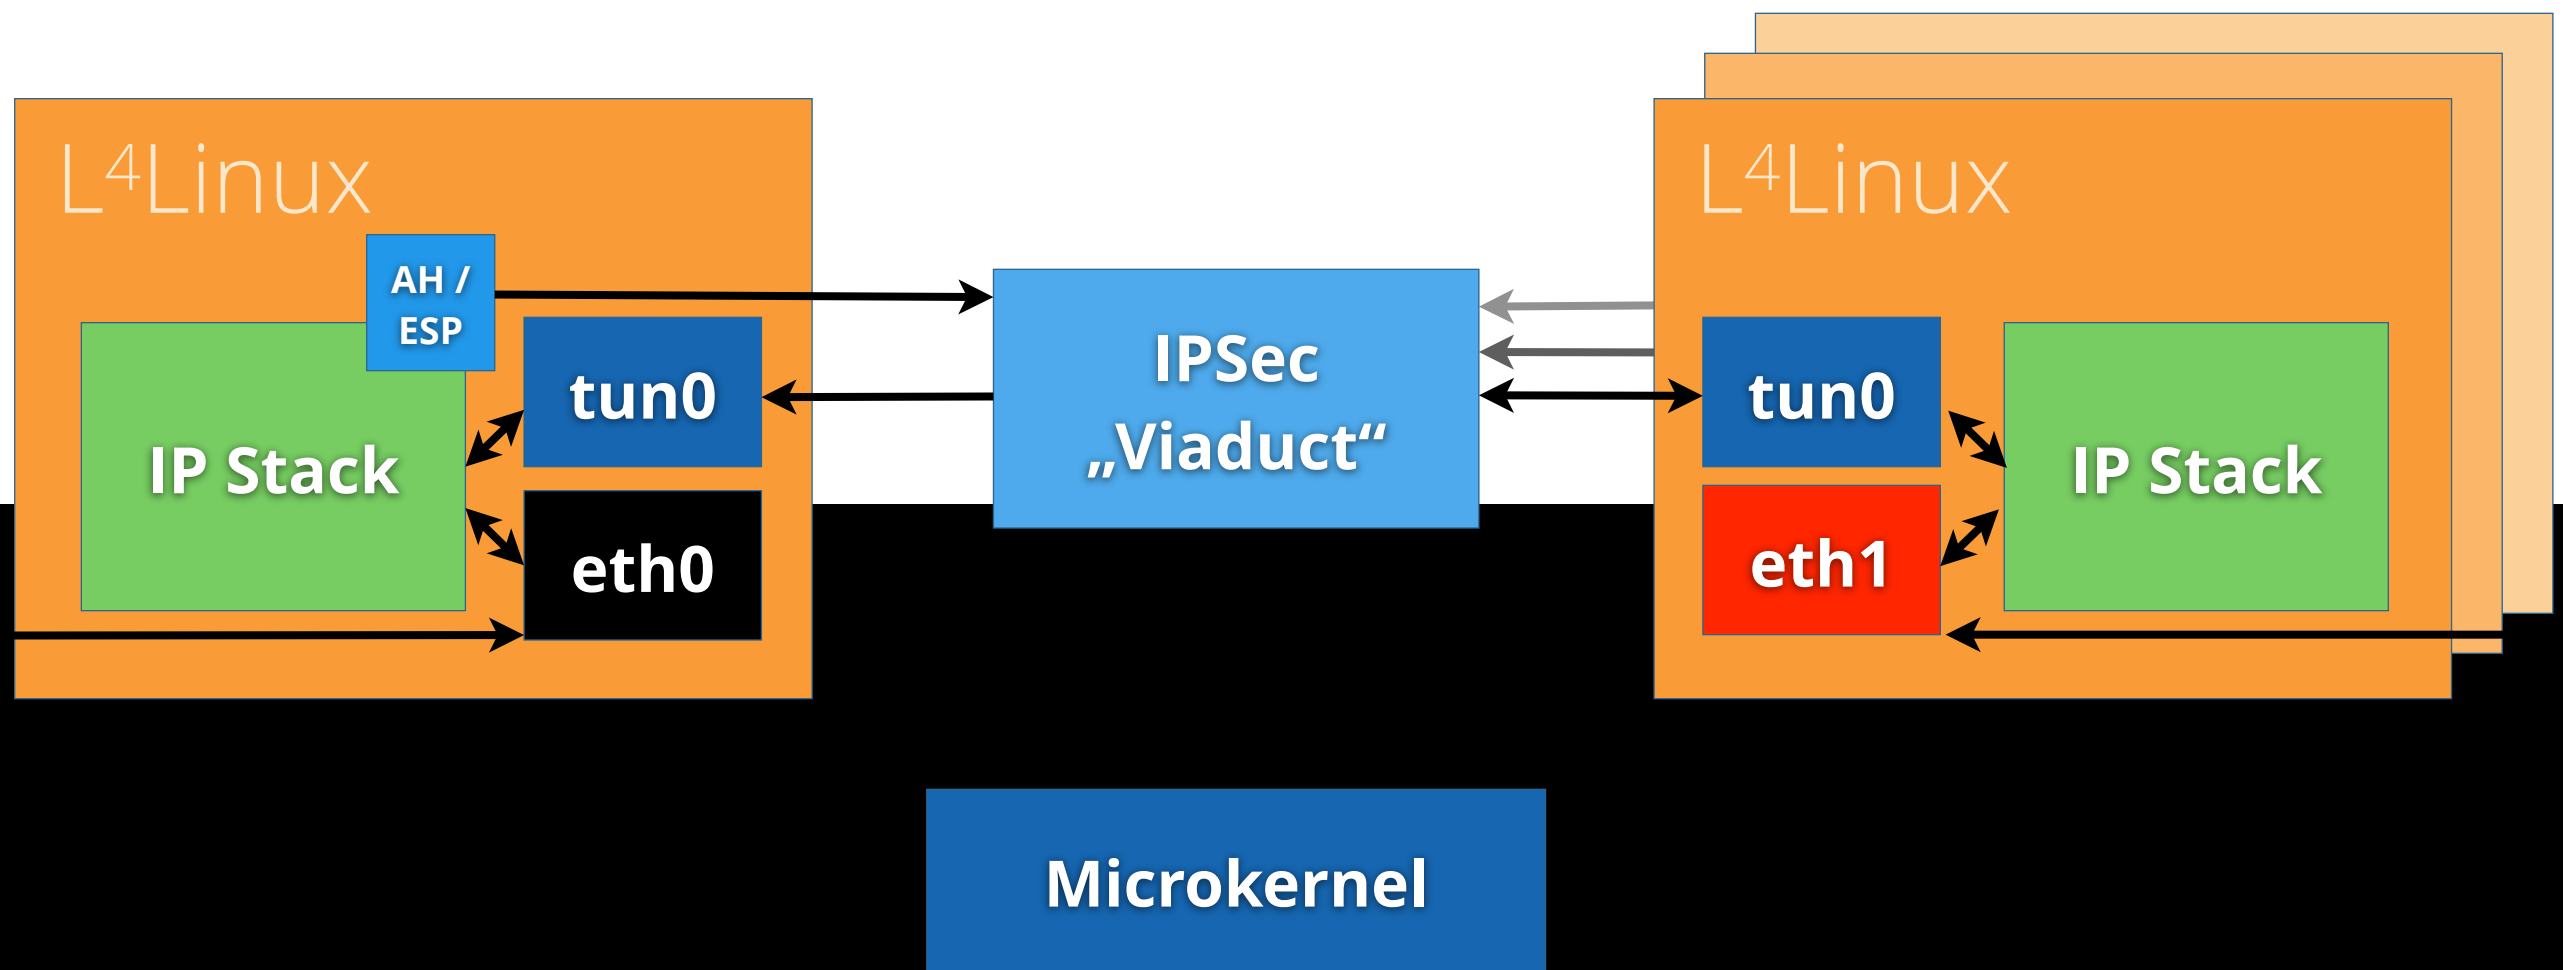 L⁴Linux
AH /
ESP
tun0
IP Stack
eth0
IPSec
„Viaduct“
L⁴Linux
tun0
IP Stack
eth1
Microkernel